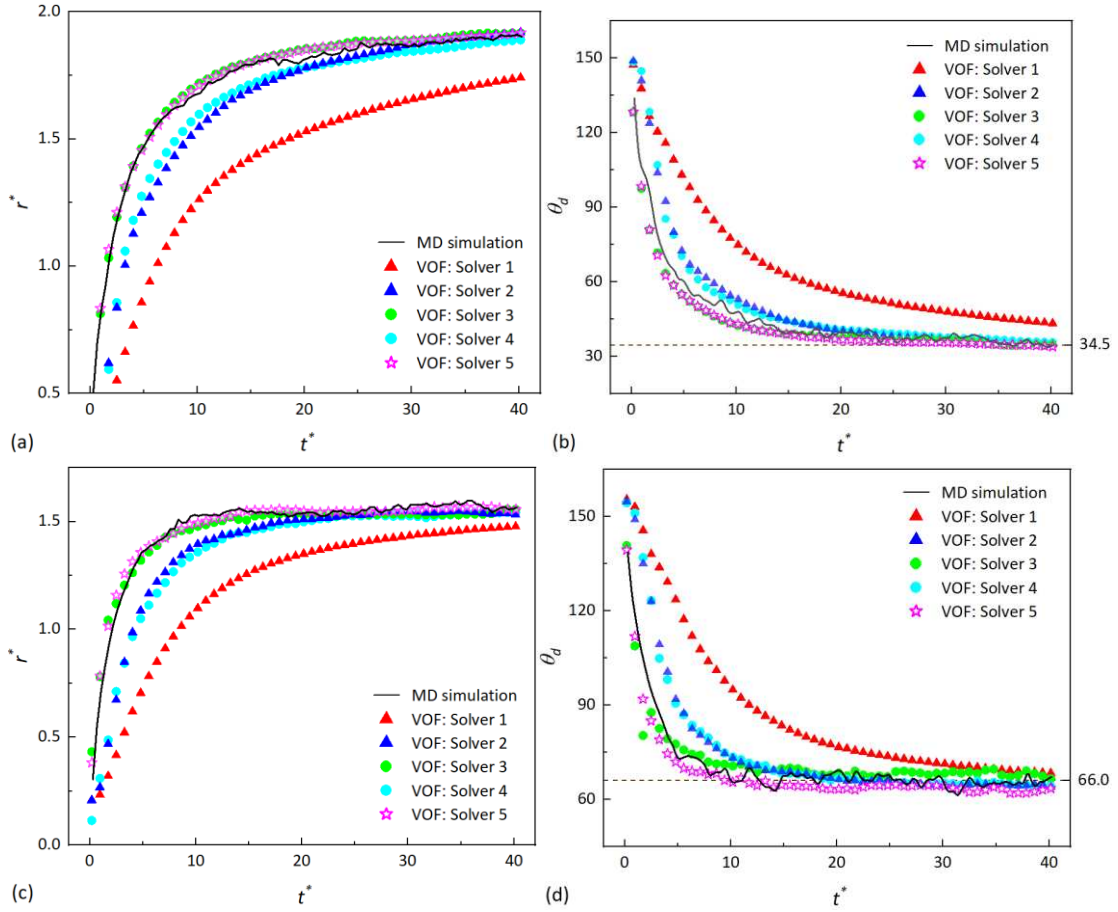 2.0
1.5
1.0
0.5
0
10
20
30
40
r*
t*
(a)
MD simulation
VOF: Solver 1
VOF: Solver 2
VOF: Solver 3
VOF: Solver 4
VOF: Solver 5
150
120
90
60
30
0
10
20
30
40
θd
t*
(b)
34.5
MD simulation
VOF: Solver 1
VOF: Solver 2
VOF: Solver 3
VOF: Solver 4
VOF: Solver 5
1.5
1.0
0.5
0.0
0
10
20
30
40
r*
t*
(c)
MD simulation
VOF: Solver 1
VOF: Solver 2
VOF: Solver 3
VOF: Solver 4
VOF: Solver 5
150
120
90
60
0
10
20
30
40
θd
t*
(d)
66.0
MD simulation
VOF: Solver 1
VOF: Solver 2
VOF: Solver 3
VOF: Solver 4
VOF: Solver 5